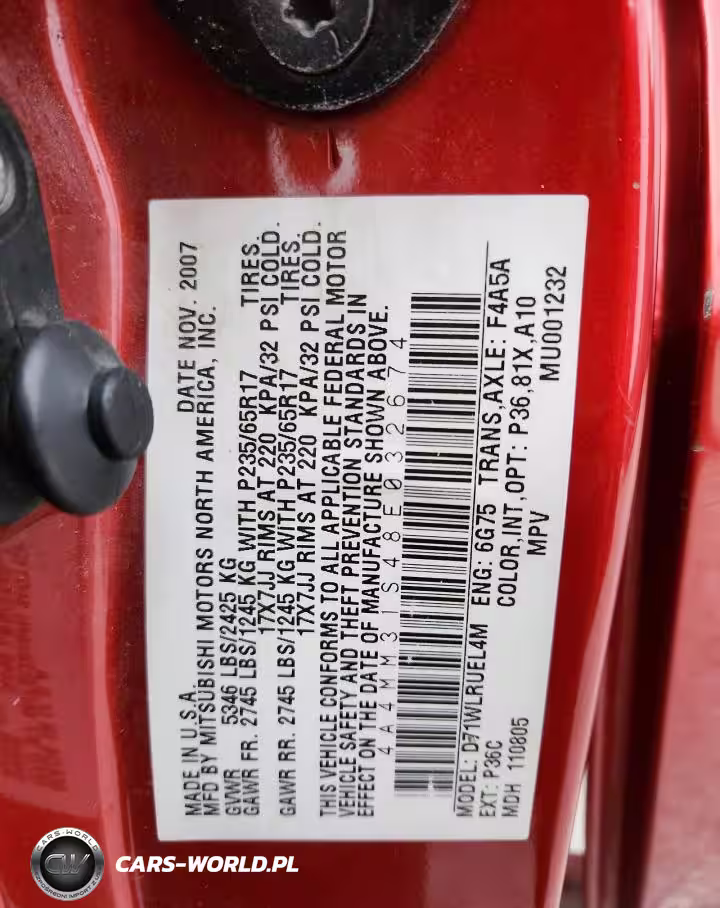 MADE IN U.S.A. DATE NOV. 2007
MFD BY MITSUBISHI MOTORS NORTH AMERICA, INC.
GVWR 5346 LBS/2425 KG
GAWR FR. 2745 LBS/1245 KG WITH P235/65R17 TIRES.
17X7JJ RIMS AT 220 KPA/32 PSI COLD.
GAWR RR. 2745 LBS/1245 KG WITH P235/65R17 TIRES.
17X7JJ RIMS AT 220 KPA/32 PSI COLD.
THIS VEHICLE CONFORMS TO ALL APPLICABLE FEDERAL MOTOR
VEHICLE SAFETY AND THEFT PREVENTION STANDARDS IN
EFFECT ON THE DATE OF MANUFACTURE SHOWN ABOVE.
4A4MM31S48E032674
MODEL: D71WLRUEL4M ENG: 6G75 TRANS,AXLE: F4A5A
EXT: P36C COLOR,INT,OPT: P36,81X,A10
MDH 110805 MPV MU001232
CARS-WORLD
CW
CARS-WORLD.PL